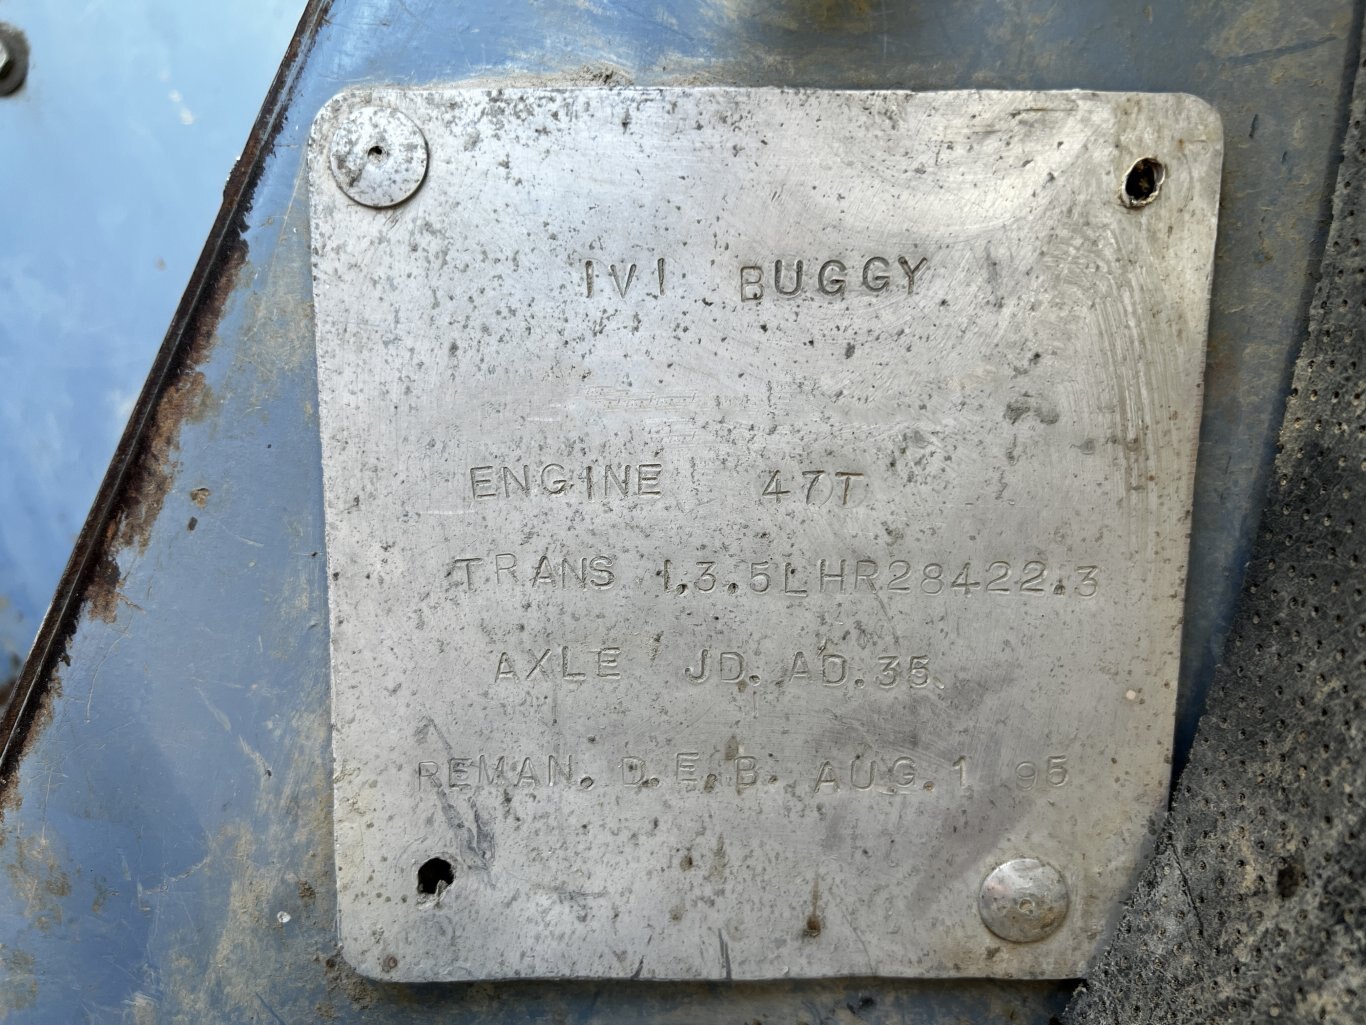 IVI BUGGY
ENGINE 47T
TRANS 1.3.5LHR28422.3
AXLE JD. AD.35
REMAN. D.E.B. AUG.1 95